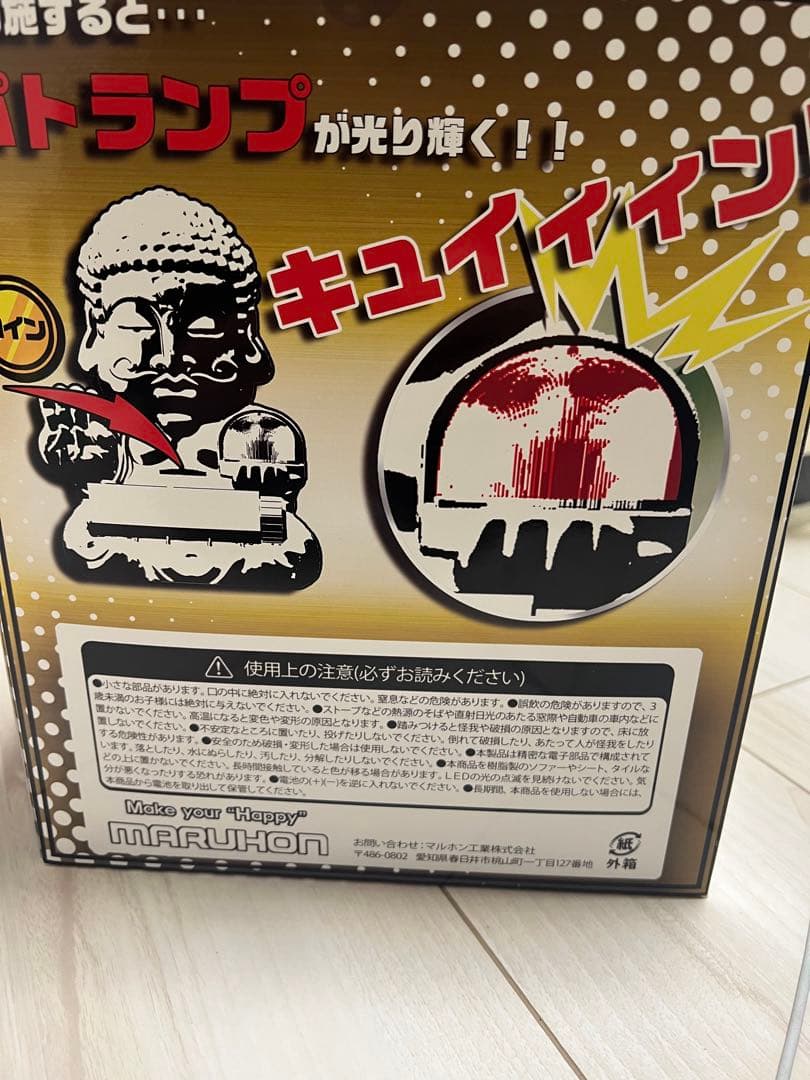 施すると・・・
パトランプが光り輝く！！
キュイィィン!
イン
⚠ 使用上の注意(必ずお読みください)
●小さな部品があります。口の中に絶対に入れないでください。窒息などの危険があります。●誤飲の危険がありますので、3
歳未満のお子様には絶対に与えないでください。●ストーブなどの熱源のそばや直射日光のあたる窓際や自動車の車内などに
置かないでください。高温になると変色や変形の原因となります。●踏みつけると怪我や破損の原因となりますので、床に放
置しないでください。●不安定なところに置いたり、投げたりしないでください。倒れて破損したり、あたって人が怪我をしたり
する危険性があります。●安全のため破損・変形した場合は使用しないでください。●本製品は精密な電子部品で構成されて
います。落としたり、水にぬらしたり、汚したり、分解したりしないでください。●本商品を樹脂製のソファーやシート、タイルな
どの上に置かないでください。長時間接触していると色が移る場合があります。LEDの光の点滅を見続けないでください。気
分が悪くなったりする恐れがあります。●電池の(+)(−)を逆に入れないでください。●長期間、本商品を使用しない場合には、
本商品から電池を取り出して保管してください。
Make your "Happy"
MARUHON
お問い合わせ：マルホン工業株式会社
〒486-0802 愛知県春日井市桃山町一丁目127番地
紙
外箱